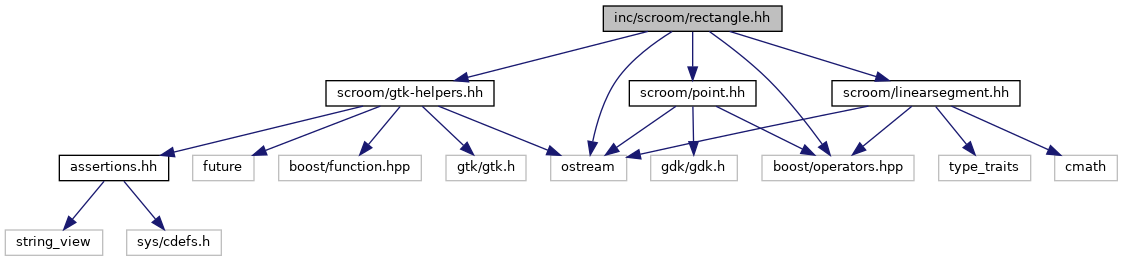 inc/scroom/rectangle.hh
scroom/gtk-helpers.hh
scroom/point.hh
scroom/linearsegment.hh
assertions.hh
future
boost/function.hpp
gtk/gtk.h
ostream
gdk/gdk.h
boost/operators.hpp
type_traits
cmath
string_view
sys/cdefs.h